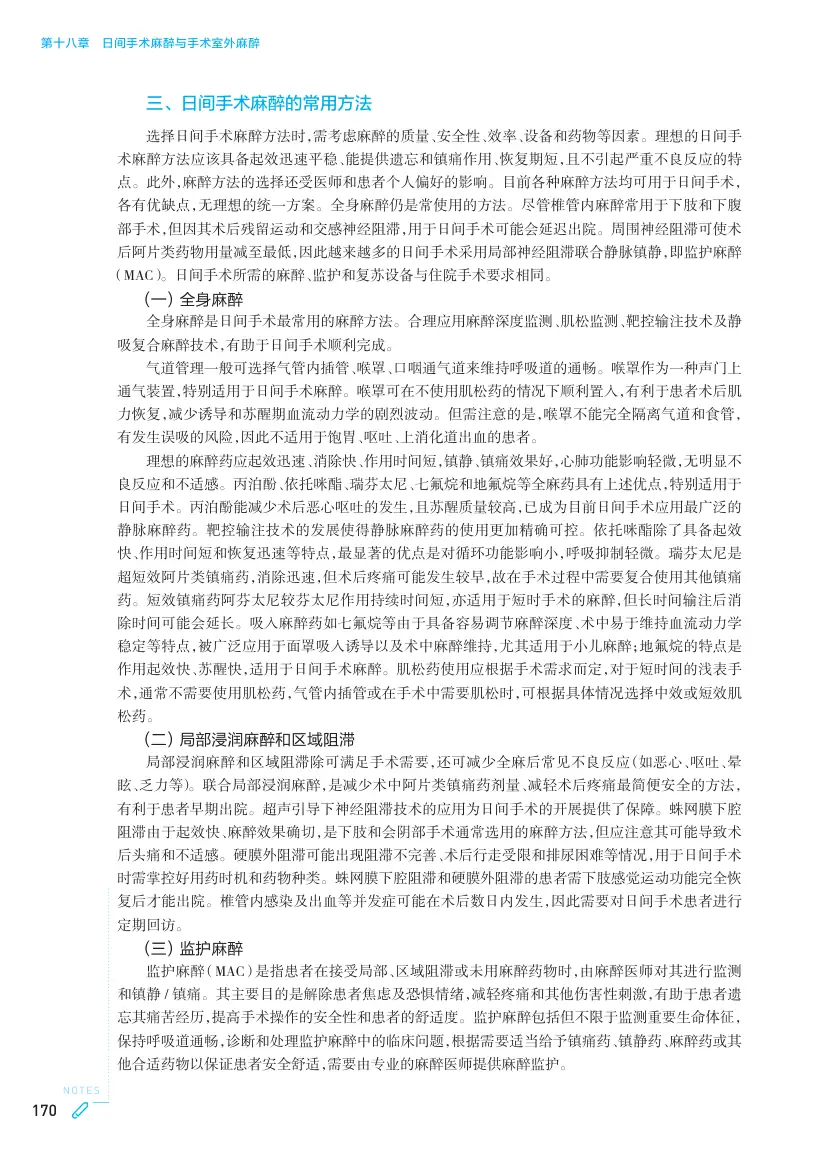 第十八章　日间手术麻醉与手术室外麻醉
三、日间手术麻醉的常用方法
选择日间手术麻醉方法时,需考虑麻醉的质量、安全性、效率、设备和药物等因素。理想的日间手
术麻醉方法应该具备起效迅速平稳、能提供遗忘和镇痛作用、恢复期短,且不引起严重不良反应的特
点。此外,麻醉方法的选择还受医师和患者个人偏好的影响。目前各种麻醉方法均可用于日间手术,
各有优缺点,无理想的统一方案。全身麻醉仍是常使用的方法。尽管椎管内麻醉常用于下肢和下腹
部手术,但因其术后残留运动和交感神经阻滞,用于日间手术可能会延迟出院。周围神经阻滞可使术
后阿片类药物用量减至最低,因此越来越多的日间手术采用局部神经阻滞联合静脉镇静,即监护麻醉
（MAC）。日间手术所需的麻醉、监护和复苏设备与住院手术要求相同。
（一）全身麻醉
全身麻醉是日间手术最常用的麻醉方法。合理应用麻醉深度监测、肌松监测、靶控输注技术及静
吸复合麻醉技术,有助于日间手术顺利完成。
气道管理一般可选择气管内插管、喉罩、口咽通气道来维持呼吸道的通畅。喉罩作为一种声门上
通气装置,特别适用于日间手术麻醉。喉罩可在不使用肌松药的情况下顺利置入,有利于患者术后肌
力恢复,减少诱导和苏醒期血流动力学的剧烈波动。但需注意的是,喉罩不能完全隔离气道和食管,
有发生误吸的风险,因此不适用于饱胃、呕吐、上消化道出血的患者。
理想的麻醉药应起效迅速、消除快、作用时间短,镇静、镇痛效果好,心肺功能影响轻微,无明显不
良反应和不适感。丙泊酚、依托咪酯、瑞芬太尼、七氟烷和地氟烷等全麻药具有上述优点,特别适用于
日间手术。丙泊酚能减少术后恶心呕吐的发生,且苏醒质量较高,已成为目前日间手术应用最广泛的
静脉麻醉药。靶控输注技术的发展使得静脉麻醉药的使用更加精确可控。依托咪酯除了具备起效
快、作用时间短和恢复迅速等特点,最显著的优点是对循环功能影响小,呼吸抑制轻微。瑞芬太尼是
超短效阿片类镇痛药,消除迅速,但术后疼痛可能发生较早,故在手术过程中需要复合使用其他镇痛
药。短效镇痛药阿芬太尼较芬太尼作用持续时间短,亦适用于短时手术的麻醉,但长时间输注后消
除时间可能会延长。吸入麻醉药如七氟烷等由于具备容易调节麻醉深度、术中易于维持血流动力学
稳定等特点,被广泛应用于面罩吸入诱导以及术中麻醉维持,尤其适用于小儿麻醉;地氟烷的特点是
作用起效快、苏醒快,适用于日间手术麻醉。肌松药使用应根据手术需求而定,对于短时间的浅表手
术,通常不需要使用肌松药,气管内插管或在手术中需要肌松时,可根据具体情况选择中效或短效肌
松药。
（二）局部浸润麻醉和区域阻滞
局部浸润麻醉和区域阻滞除可满足手术需要,还可减少全麻后常见不良反应（如恶心、呕吐、晕
眩、乏力等）。联合局部浸润麻醉,是减少术中阿片类镇痛药剂量、减轻术后疼痛最简便安全的方法,
有利于患者早期出院。超声引导下神经阻滞技术的应用为日间手术的开展提供了保障。蛛网膜下腔
阻滞由于起效快、麻醉效果确切,是下肢和会阴部手术通常选用的麻醉方法,但应注意其可能导致术
后头痛和不适感。硬膜外阻滞可能出现阻滞不完善、术后行走受限和排尿困难等情况,用于日间手术
时需掌控好用药时机和药物种类。蛛网膜下腔阻滞和硬膜外阻滞的患者需下肢感觉运动功能完全恢
复后才能出院。椎管内感染及出血等并发症可能在术后数日内发生,因此需要对日间手术患者进行
定期回访。
（三）监护麻醉
监护麻醉（MAC）是指患者在接受局部、区域阻滞或未用麻醉药物时,由麻醉医师对其进行监测
和镇静/镇痛。其主要目的是解除患者焦虑及恐惧情绪,减轻疼痛和其他伤害性刺激,有助于患者遗
忘其痛苦经历,提高手术操作的安全性和患者的舒适度。监护麻醉包括但不限于监测重要生命体征,
保持呼吸道通畅,诊断和处理监护麻醉中的临床问题,根据需要适当给予镇痛药、镇静药、麻醉药或其
他合适药物以保证患者安全舒适,需要由专业的麻醉医师提供麻醉监护。
NOTES
170